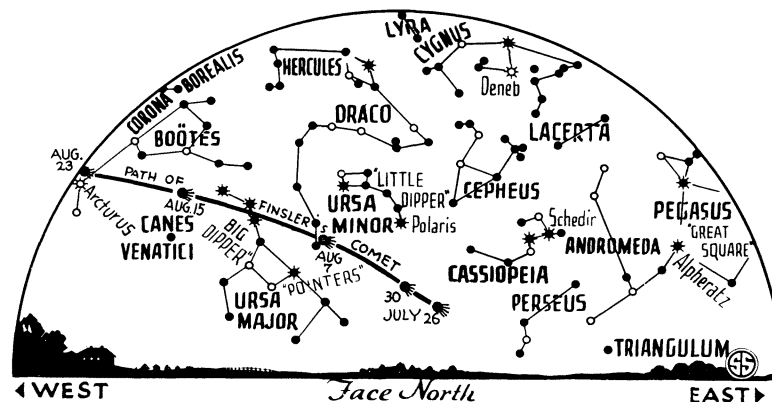 LYRA
CYGNUS
HERCULES
CORONA BOREALIS
Deneb
DRACO
LACERTA
BOÖTES
AUG. 23
PATH OF FINSLER'S COMET
"LITTLE DIPPER"
URSA MINOR
CEPHEUS
Arcturus
AUG. 15
Polaris
Schedir
PEGASUS
"GREAT SQUARE"
CANES VENATICI
BIG DIPPER"
AUG 7
ANDROMEDA
Alpheratz
"POINTERS"
CASSIOPEIA
30
JULY 26
URSA MAJOR
PERSEUS
TRIANGULUM
SS
WEST
Face North
EAST